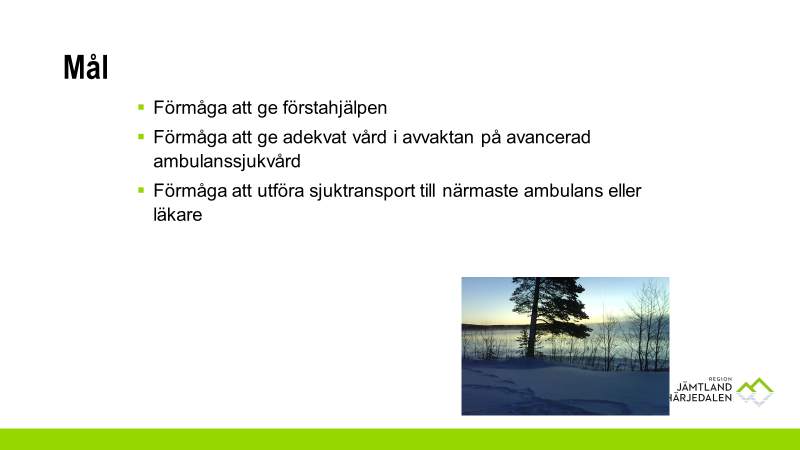 Mål
▪ Förmåga att ge förstahjälpen
▪ Förmåga att ge adekvat vård i avvaktan på avancerad
ambulanssjukvård
▪ Förmåga att utföra sjuktransport till närmaste ambulans eller
läkare
REGION
JÄMTLAND
HÄRJEDALEN